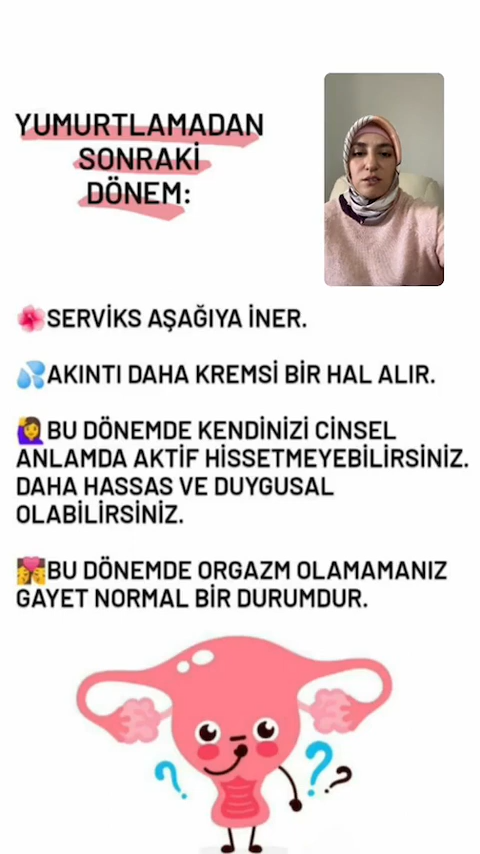 YUMURTLAMADAN
SONRAKİ
DÖNEM:
🌺SERVİKS AŞAĞIYA İNER.
💦AKINTI DAHA KREMSİ BİR HAL ALIR.
🙋‍♀️BU DÖNEMDE KENDİNİZİ CİNSEL
ANLAMDA AKTİF HİSSETMEYEBİLİRSİNİZ.
DAHA HASSAS VE DUYGUSAL
OLABİLİRSİNİZ.
👩‍❤️‍💋‍👨BU DÖNEMDE ORGAZM OLAMAMANIZ
GAYET NORMAL BİR DURUMDUR.
? ? ?